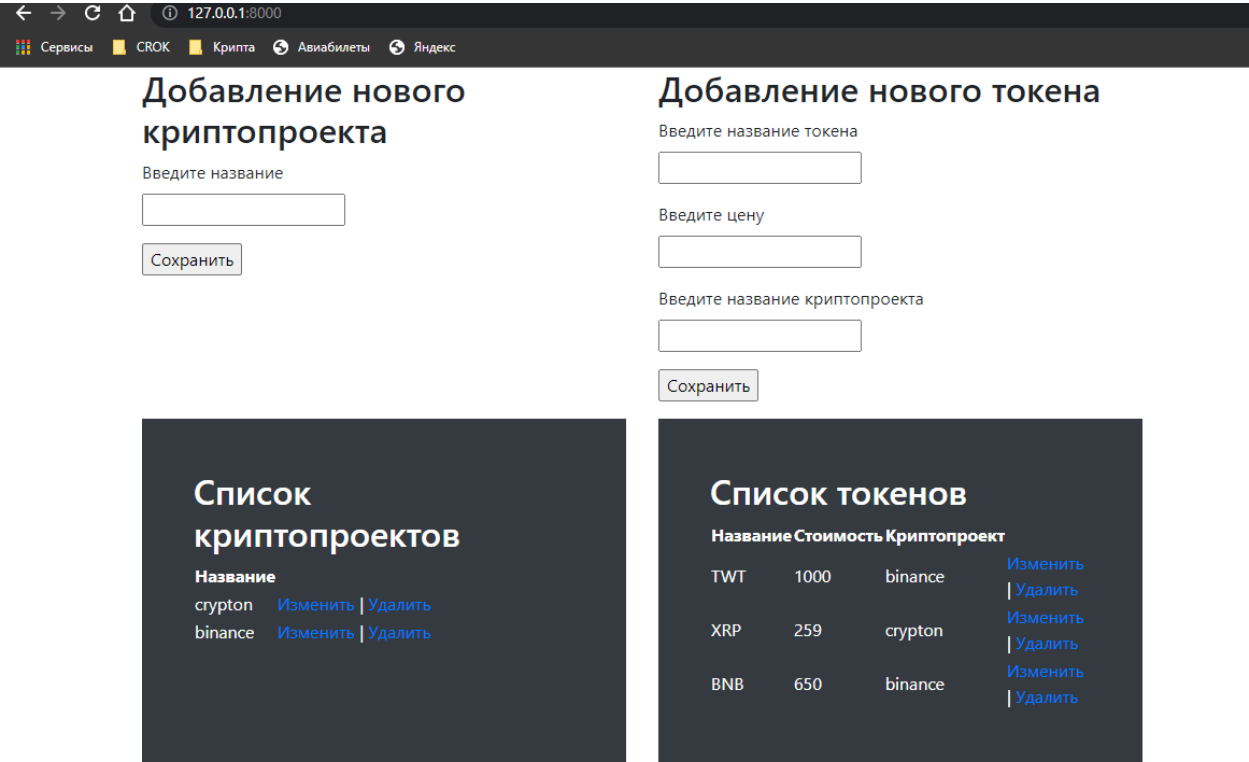 127.0.0.1:8000
Сервисы CROK Крипта Авиабилеты Яндекс
Добавление нового
криптопроекта
Введите название
Сохранить
Добавление нового токена
Введите название токена
Введите цену
Введите название криптопроекта
Сохранить
Список
криптопроектов
Название
crypton Изменить | Удалить
binance Изменить | Удалить
Список токенов
Название Стоимость Криптопроект
TWT 1000 binance Изменить
| Удалить
XRP 259 crypton Изменить
| Удалить
BNB 650 binance Изменить
| Удалить